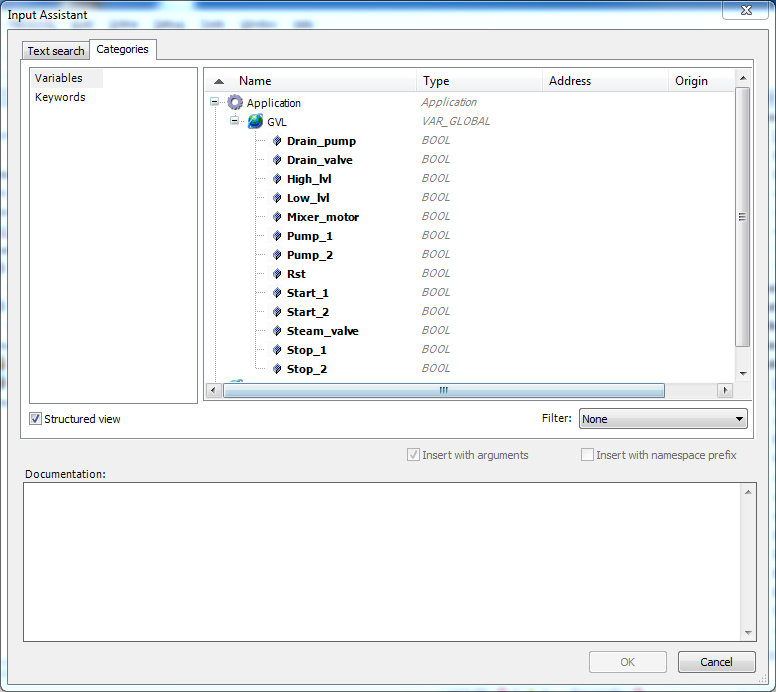 Input Assistant
Text search Categories
Variables
Keywords
Name Type Address Origin
Application Application
GVL VAR_GLOBAL
Drain_pump BOOL
Drain_valve BOOL
High_lvl BOOL
Low_lvl BOOL
Mixer_motor BOOL
Pump_1 BOOL
Pump_2 BOOL
Rst BOOL
Start_1 BOOL
Start_2 BOOL
Steam_valve BOOL
Stop_1 BOOL
Stop_2 BOOL
Structured view
Filter: None
Insert with arguments Insert with namespace prefix
Documentation:
OK Cancel